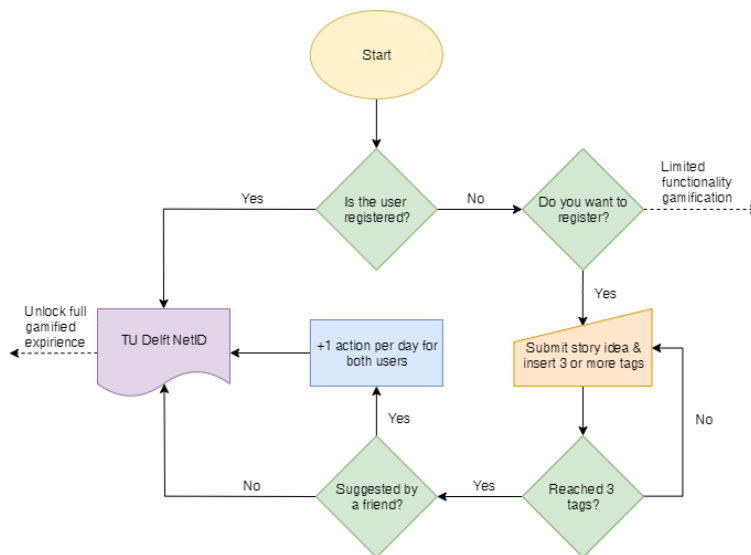 Start
Is the user
registered?
Yes
No
Do you want to
register?
Limited
functionality
gamification
Yes
Unlock full
gamified
expirience
TU Delft NetID
+1 action per day for
both users
Submit story idea &
insert 3 or more tags
No
Yes
Reached 3
tags?
Yes
Suggested by
a friend?
No